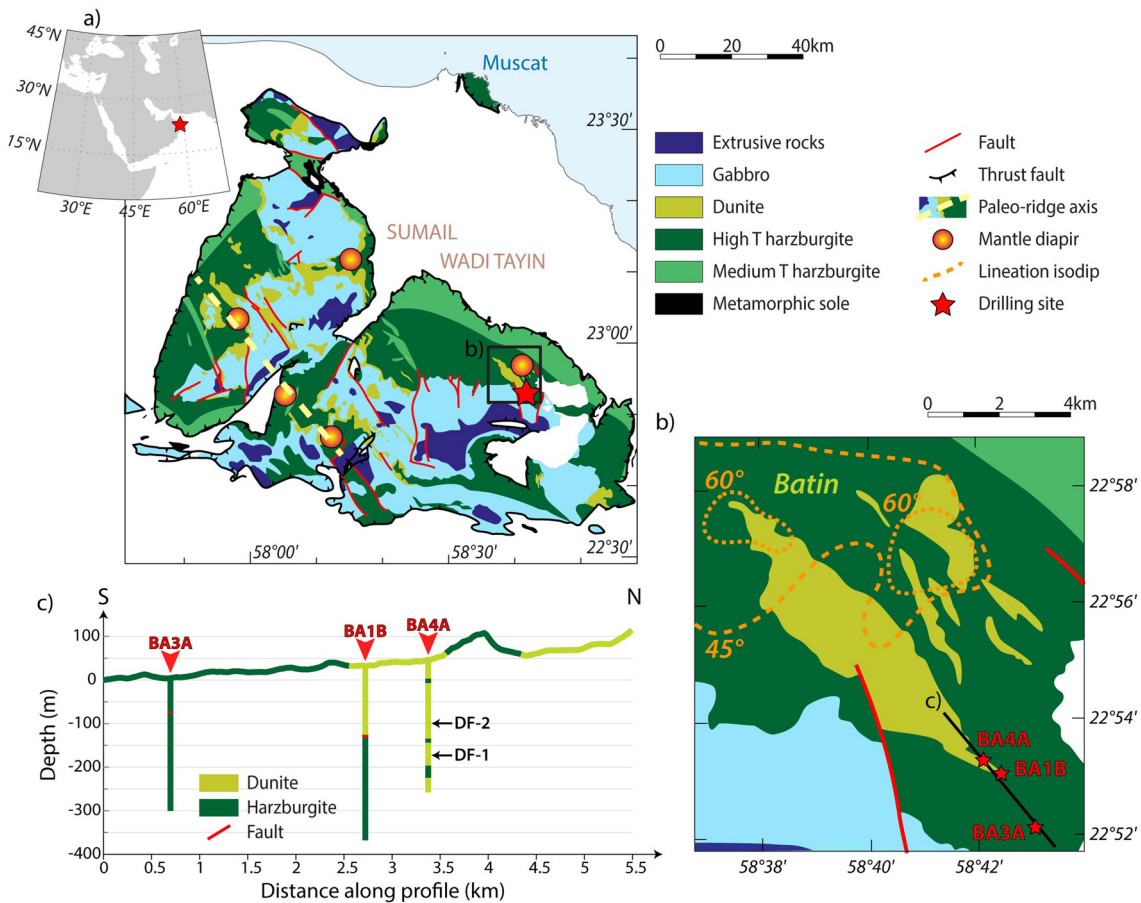 a)
45°N
30°N
15°N
30°E
45°E
60°E
Muscat
23°30
SUMAIL
WADI TAYIN
23°00
b)
58°00
58°30
22°30
0
20
40km
Extrusive rocks
Gabbro
Dunite
High T harzburgite
Medium T harzburgite
Metamorphic sole
Fault
Thrust fault
Paleo-ridge axis
Mantle diapir
Lineation isodip
Drilling site
0
2
4km
b)
60°
Batin
60°
45°
22°58'
22°56'
22°54'
22°52'
c)
BA4A
BA1B
BA3A
58°38'
58°40'
58°42'
c)
S
N
BA3A
BA1B
BA4A
DF-2
DF-1
100
0
-100
-200
-300
-400
Depth (m)
Dunite
Harzburgite
Fault
0
0.5
1
1.5
2
2.5
3
3.5
4
4.5
5
5.5
Distance along profile (km)